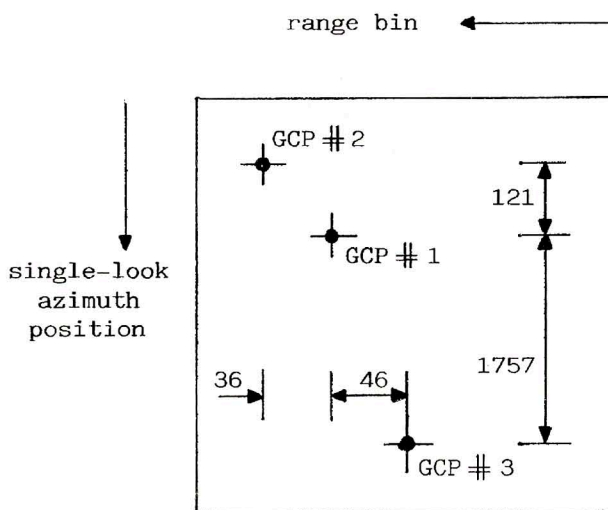 range bin
GCP # 2
121
GCP # 1
single-look
azimuth
position
1757
36
46
GCP # 3